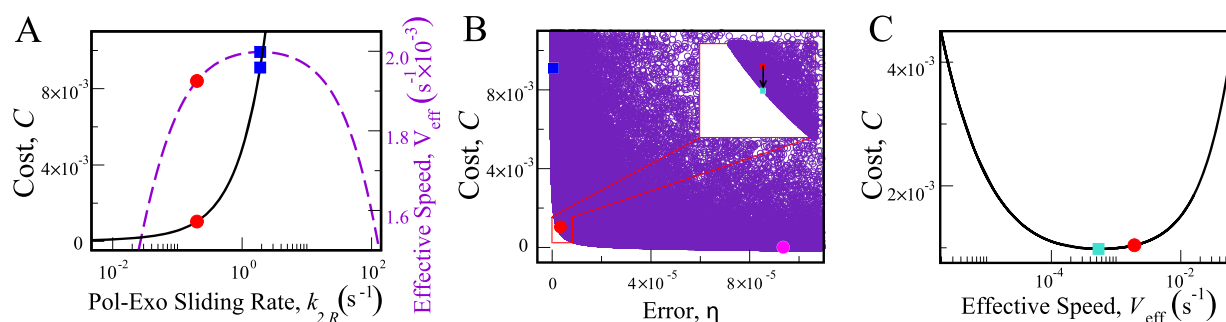 A
B
C
Cost, C
8×10⁻³
4×10⁻³
0
10⁻²
10⁰
10²
Pol-Exo Sliding Rate, k₂,R (s⁻¹)
2.0
1.8
1.6
Effective Speed, Veff (s⁻¹×10⁻³)
Cost, C
8×10⁻³
4×10⁻³
0
0
4×10⁻⁵
8×10⁻⁵
Error, η
Cost, C
4×10⁻³
2×10⁻³
10⁻⁴
10⁻²
Effective Speed, Veff (s⁻¹)